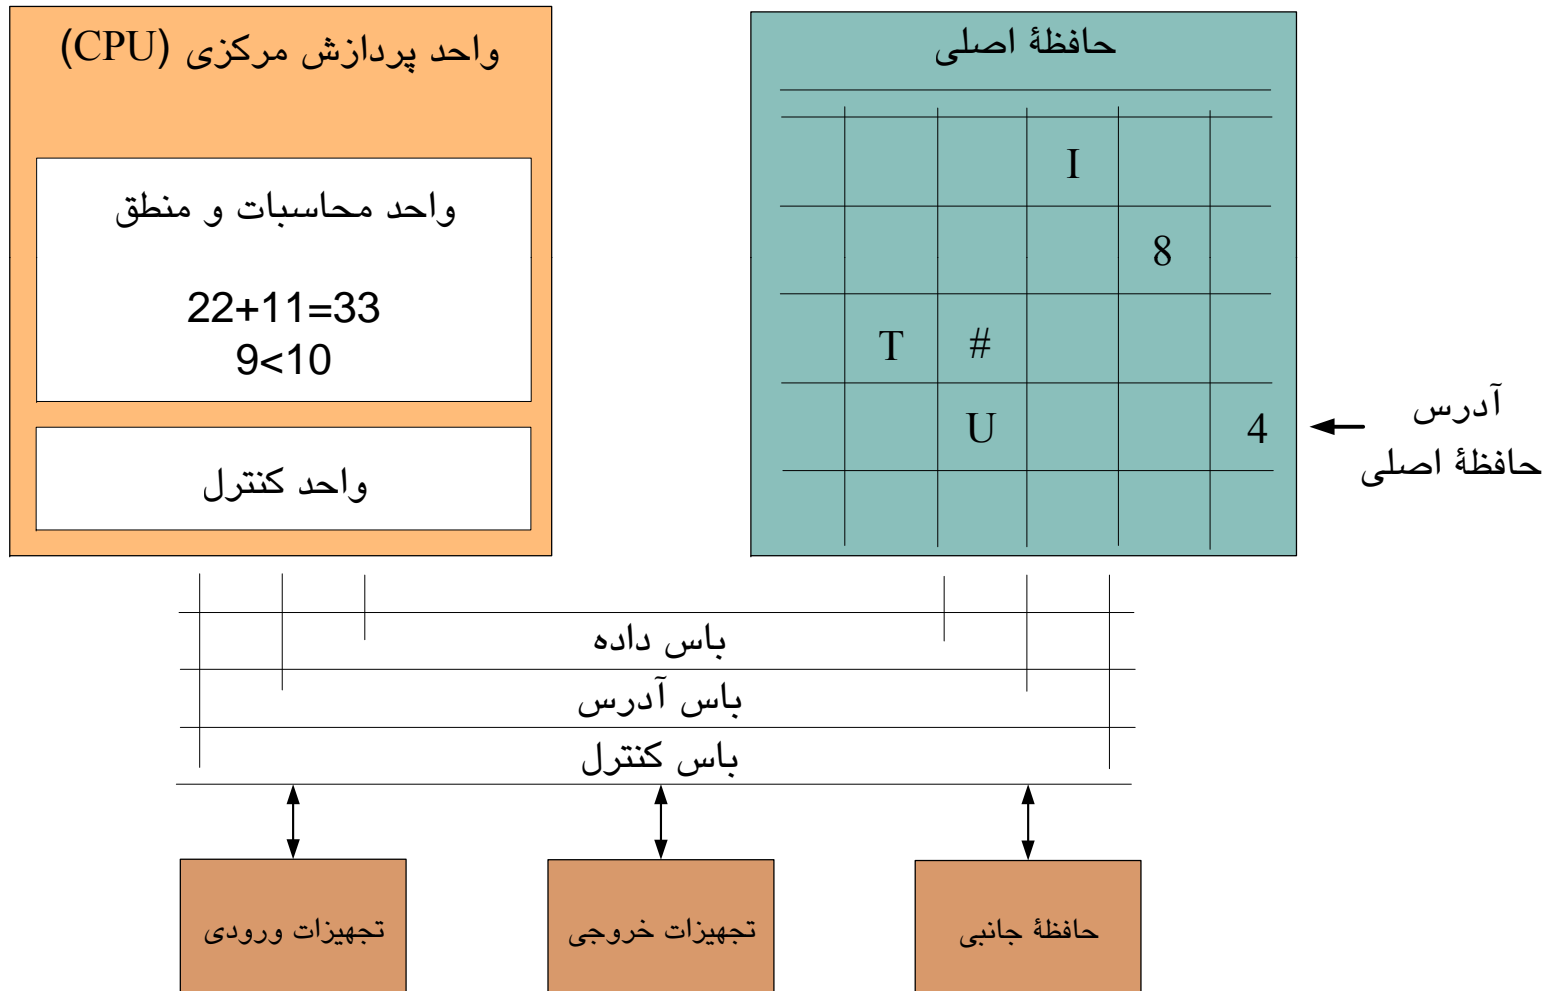 واحد پردازش مرکزی (CPU)
واحد محاسبات و منطق
22+11=33
9<10
واحد کنترل
حافظهٔ اصلی
I
8
T #
U 4
آدرس
حافظهٔ اصلی
باس داده
باس آدرس
باس کنترل
تجهیزات ورودی
تجهیزات خروجی
حافظهٔ جانبی